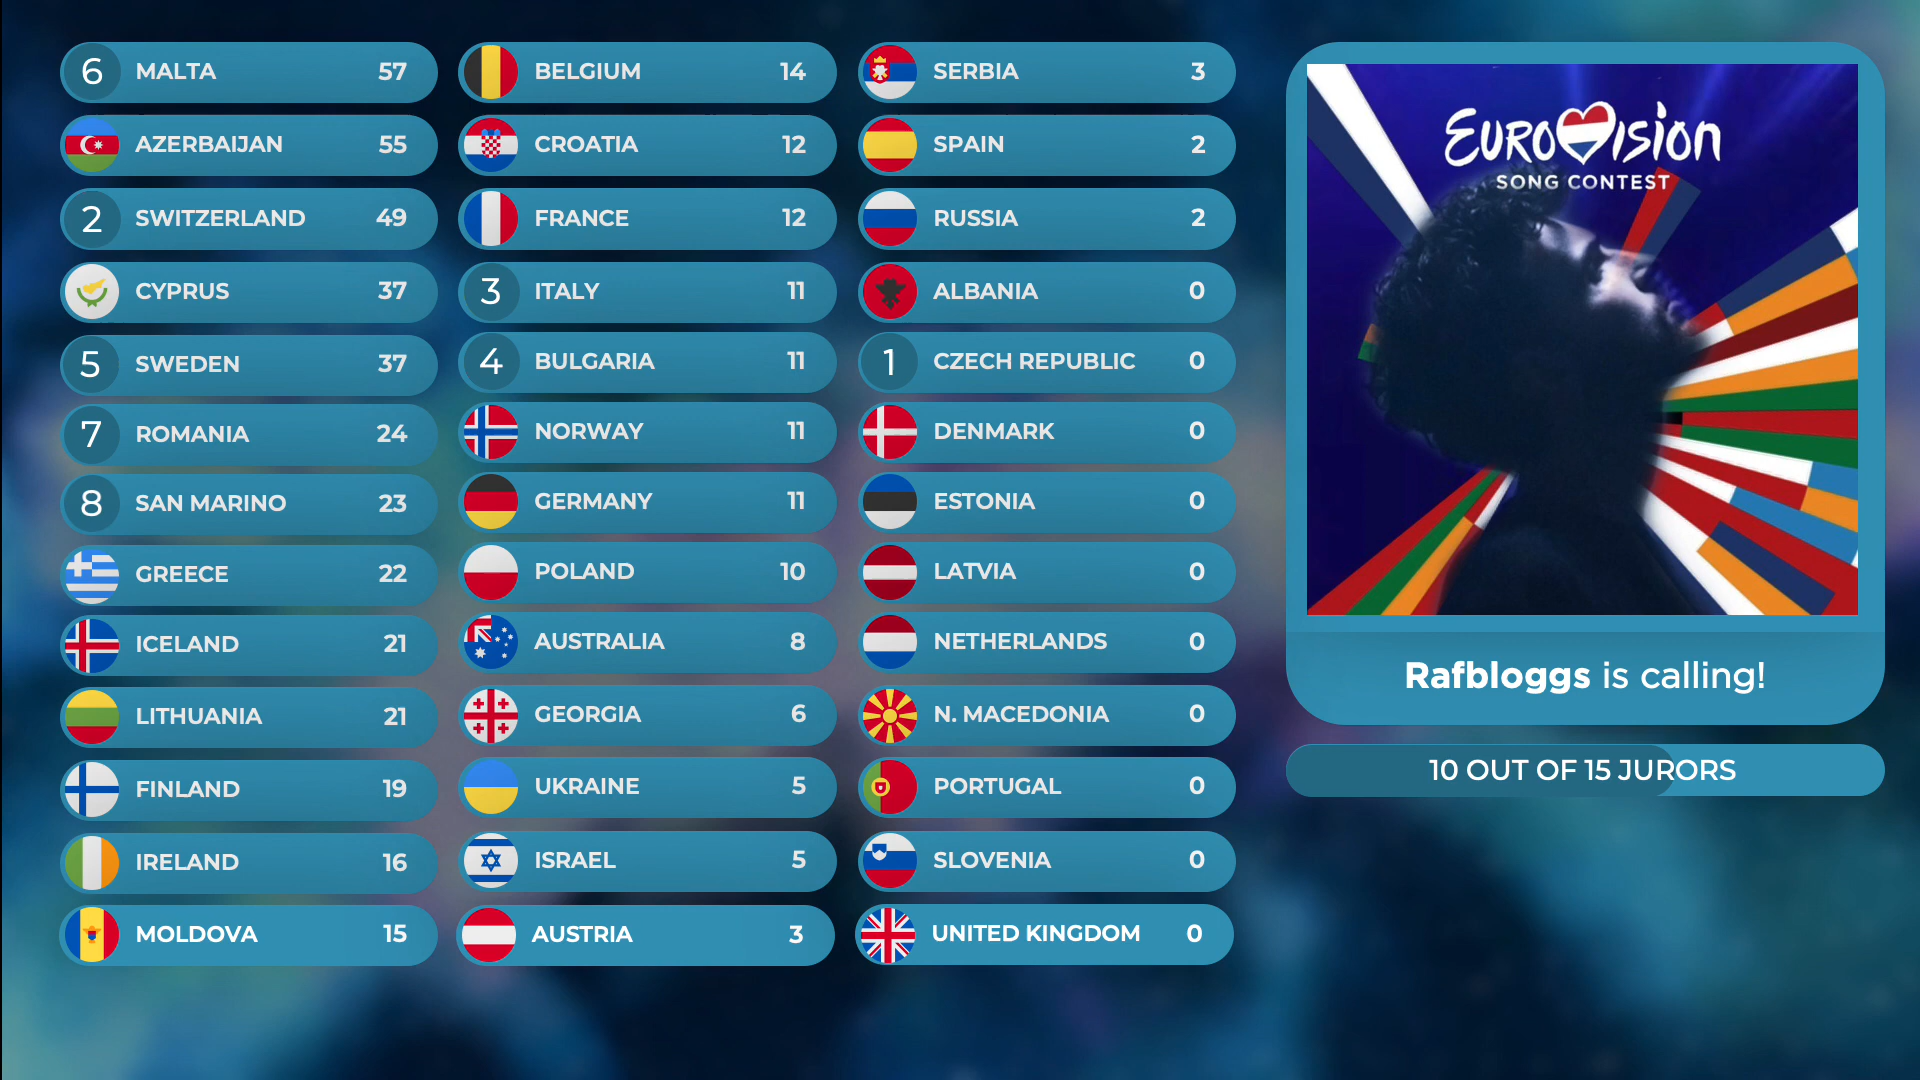 6 MALTA 57
AZERBAIJAN 55
2 SWITZERLAND 49
CYPRUS 37
5 SWEDEN 37
7 ROMANIA 24
8 SAN MARINO 23
GREECE 22
ICELAND 21
LITHUANIA 21
FINLAND 19
IRELAND 16
MOLDOVA 15
BELGIUM 14
CROATIA 12
FRANCE 12
3 ITALY 11
4 BULGARIA 11
NORWAY 11
GERMANY 11
POLAND 10
AUSTRALIA 8
GEORGIA 6
UKRAINE 5
ISRAEL 5
AUSTRIA 3
SERBIA 3
SPAIN 2
RUSSIA 2
ALBANIA 0
1 CZECH REPUBLIC 0
DENMARK 0
ESTONIA 0
LATVIA 0
NETHERLANDS 0
N. MACEDONIA 0
PORTUGAL 0
SLOVENIA 0
UNITED KINGDOM 0
EUROVISION
SONG CONTEST
Rafbloggs is calling!
10 OUT OF 15 JURORS